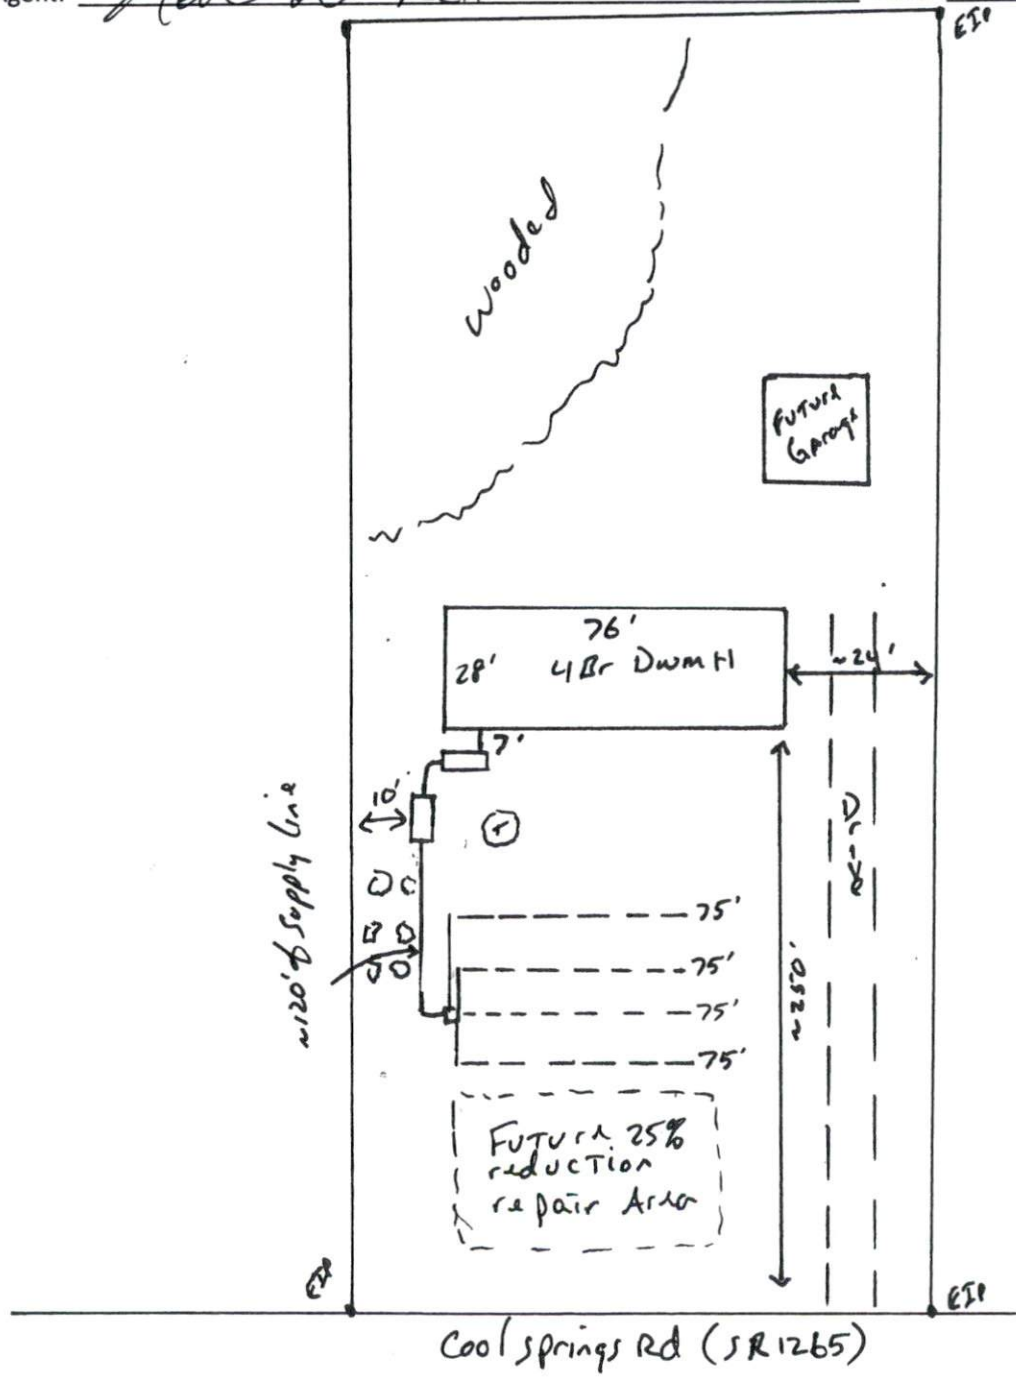 EIP
Wooded
Future
Garage
76'
28' 4Br DWMH
~24'
7'
10'
Drive
~120' of Supply Line
75'
75'
75'
75'
~250'
Future 25%
reduction
repair Area
EIP
EIP
Cool Springs Rd (SR1265)